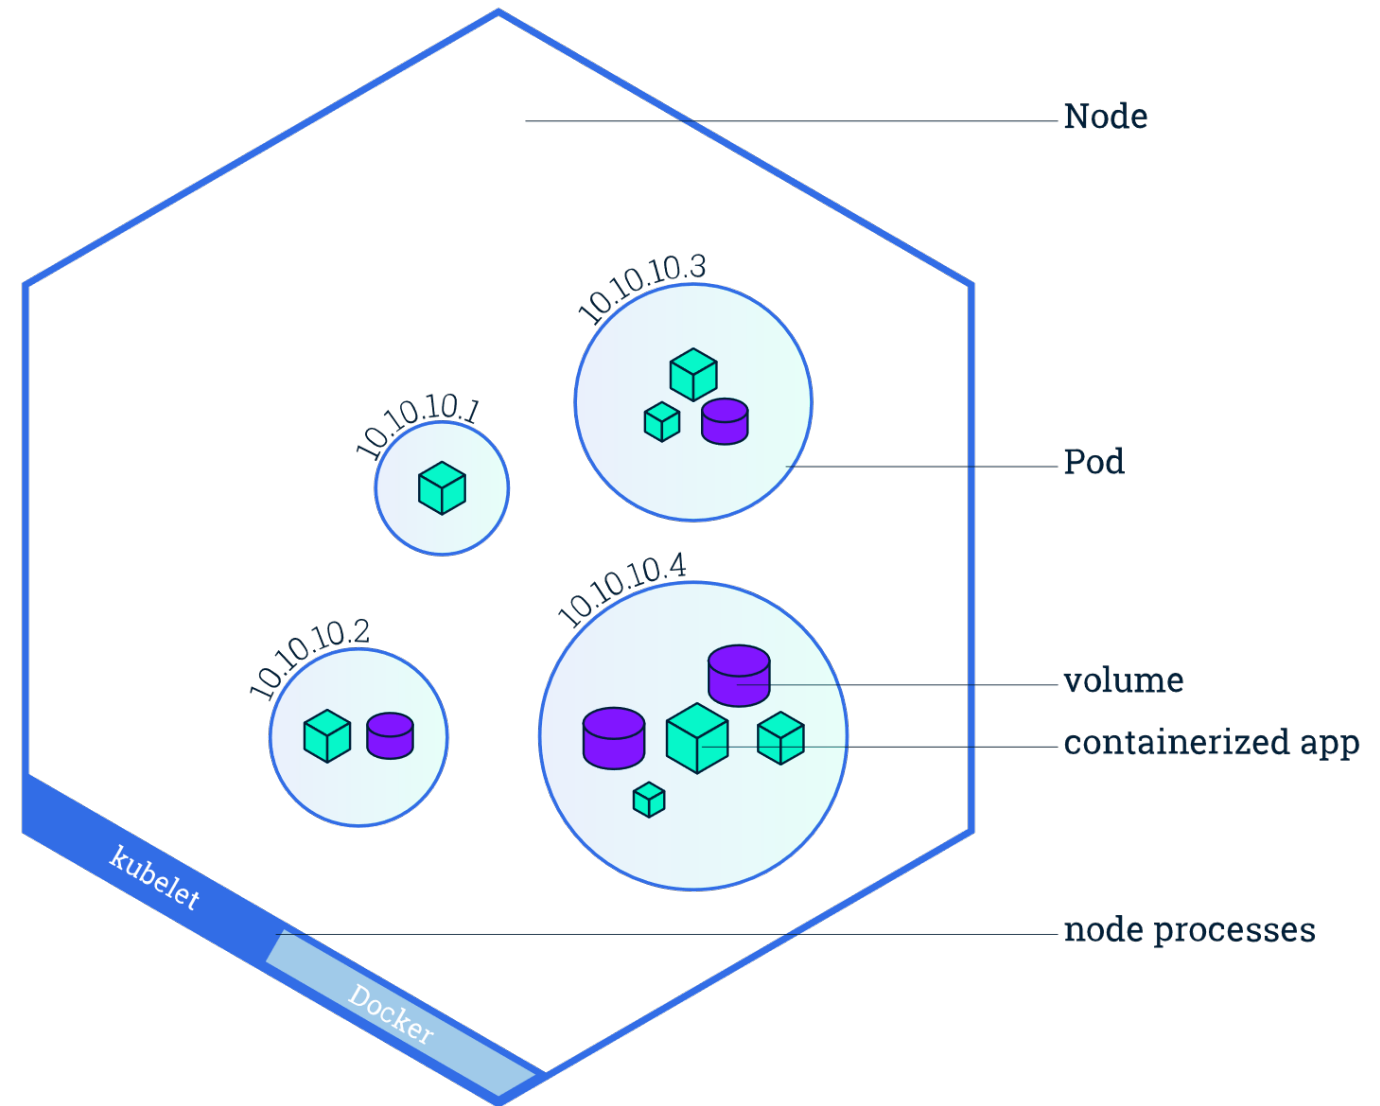 Node
10.10.10.3
10.10.10.1
Pod
10.10.10.4
10.10.10.2
volume
containerized app
kubelet
node processes
Docker